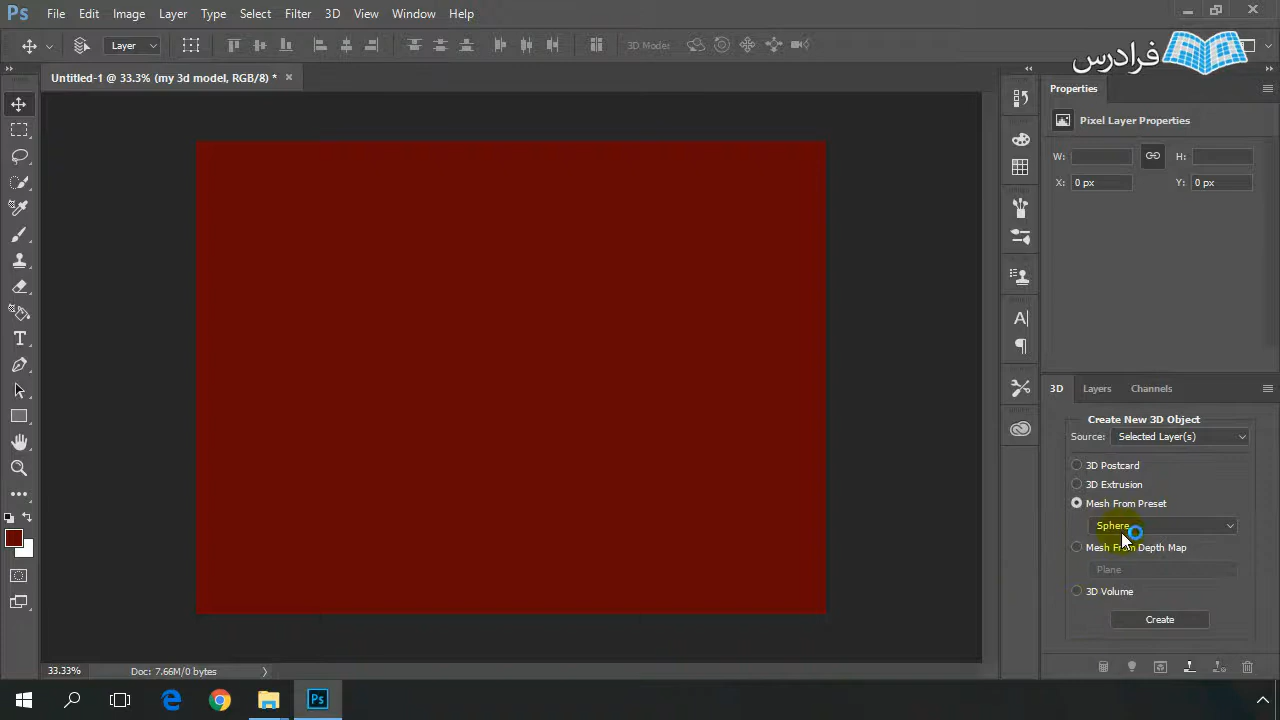 Ps File Edit Image Layer Type Select Filter 3D View Window Help
Layer 3D Mode:
فرادرس
Untitled-1 @ 33.3% (my 3d model, RGB/8) *
Properties
Pixel Layer Properties
W: H:
X: 0 px Y: 0 px
3D Layers Channels
Create New 3D Object
Source: Selected Layer(s)
3D Postcard
3D Extrusion
Mesh From Preset
Sphere
Mesh From Depth Map
Plane
3D Volume
Create
33.33% Doc: 7.66M/0 bytes
Ps